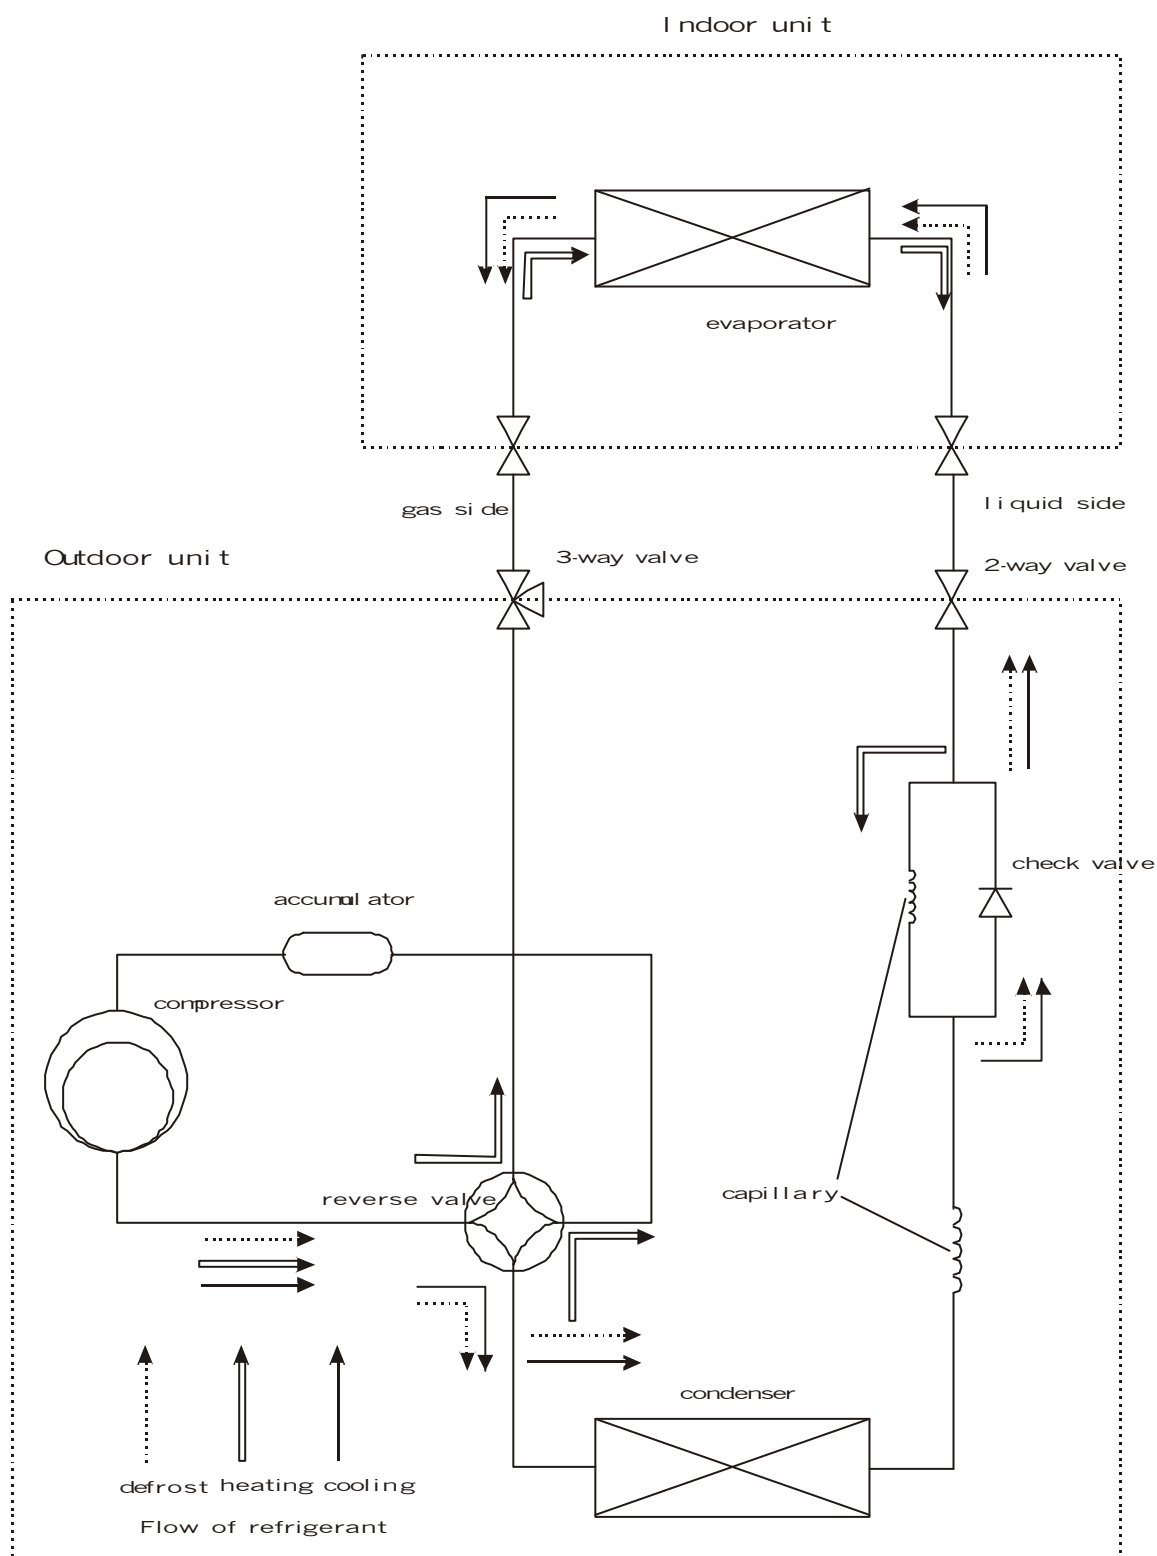 Indoor unit
evaporator
gas side
liquid side
Outdoor unit
3-way valve
2-way valve
check valve
accumulator
compressor
reverse valve
capillary
condenser
defrost heating cooling
Flow of refrigerant